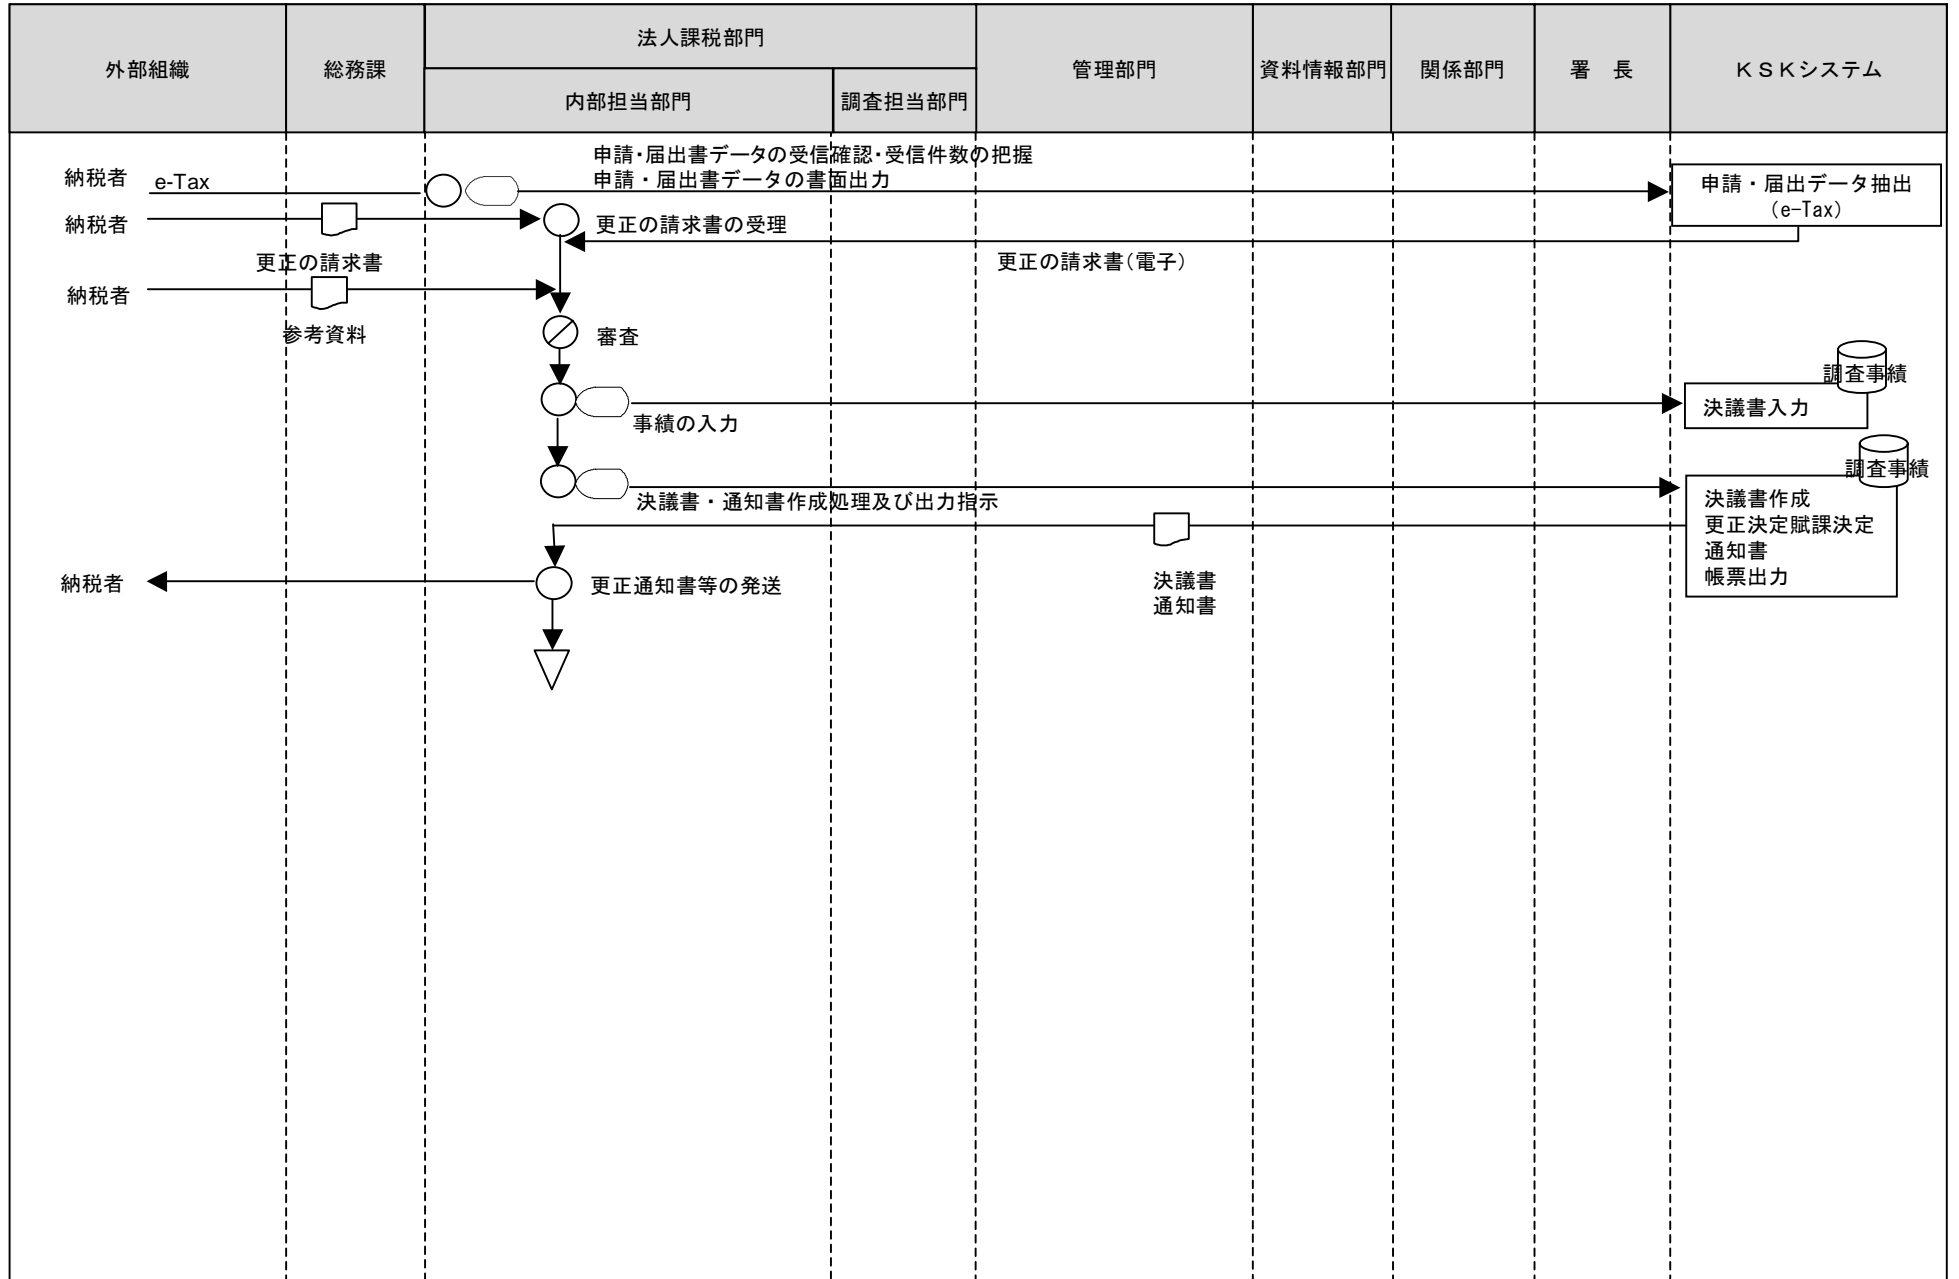 外部組織
総務課
法人課税部門
内部担当部門
調査担当部門
管理部門
資料情報部門
関係部門
署　長
ＫＳＫシステム
申請・届出書データの受信確認・受信件数の把握
申請・届出書データの書面出力
納税者
e-Tax
申請・届出データ抽出
（e-Tax）
納税者
更正の請求書の受理
更正の請求書
更正の請求書（電子）
納税者
参考資料
審査
調査事績
決議書入力
事績の入力
調査事績
決議書・通知書作成処理及び出力指示
決議書作成
更正決定賦課決定
通知書
帳票出力
納税者
更正通知書等の発送
決議書
通知書